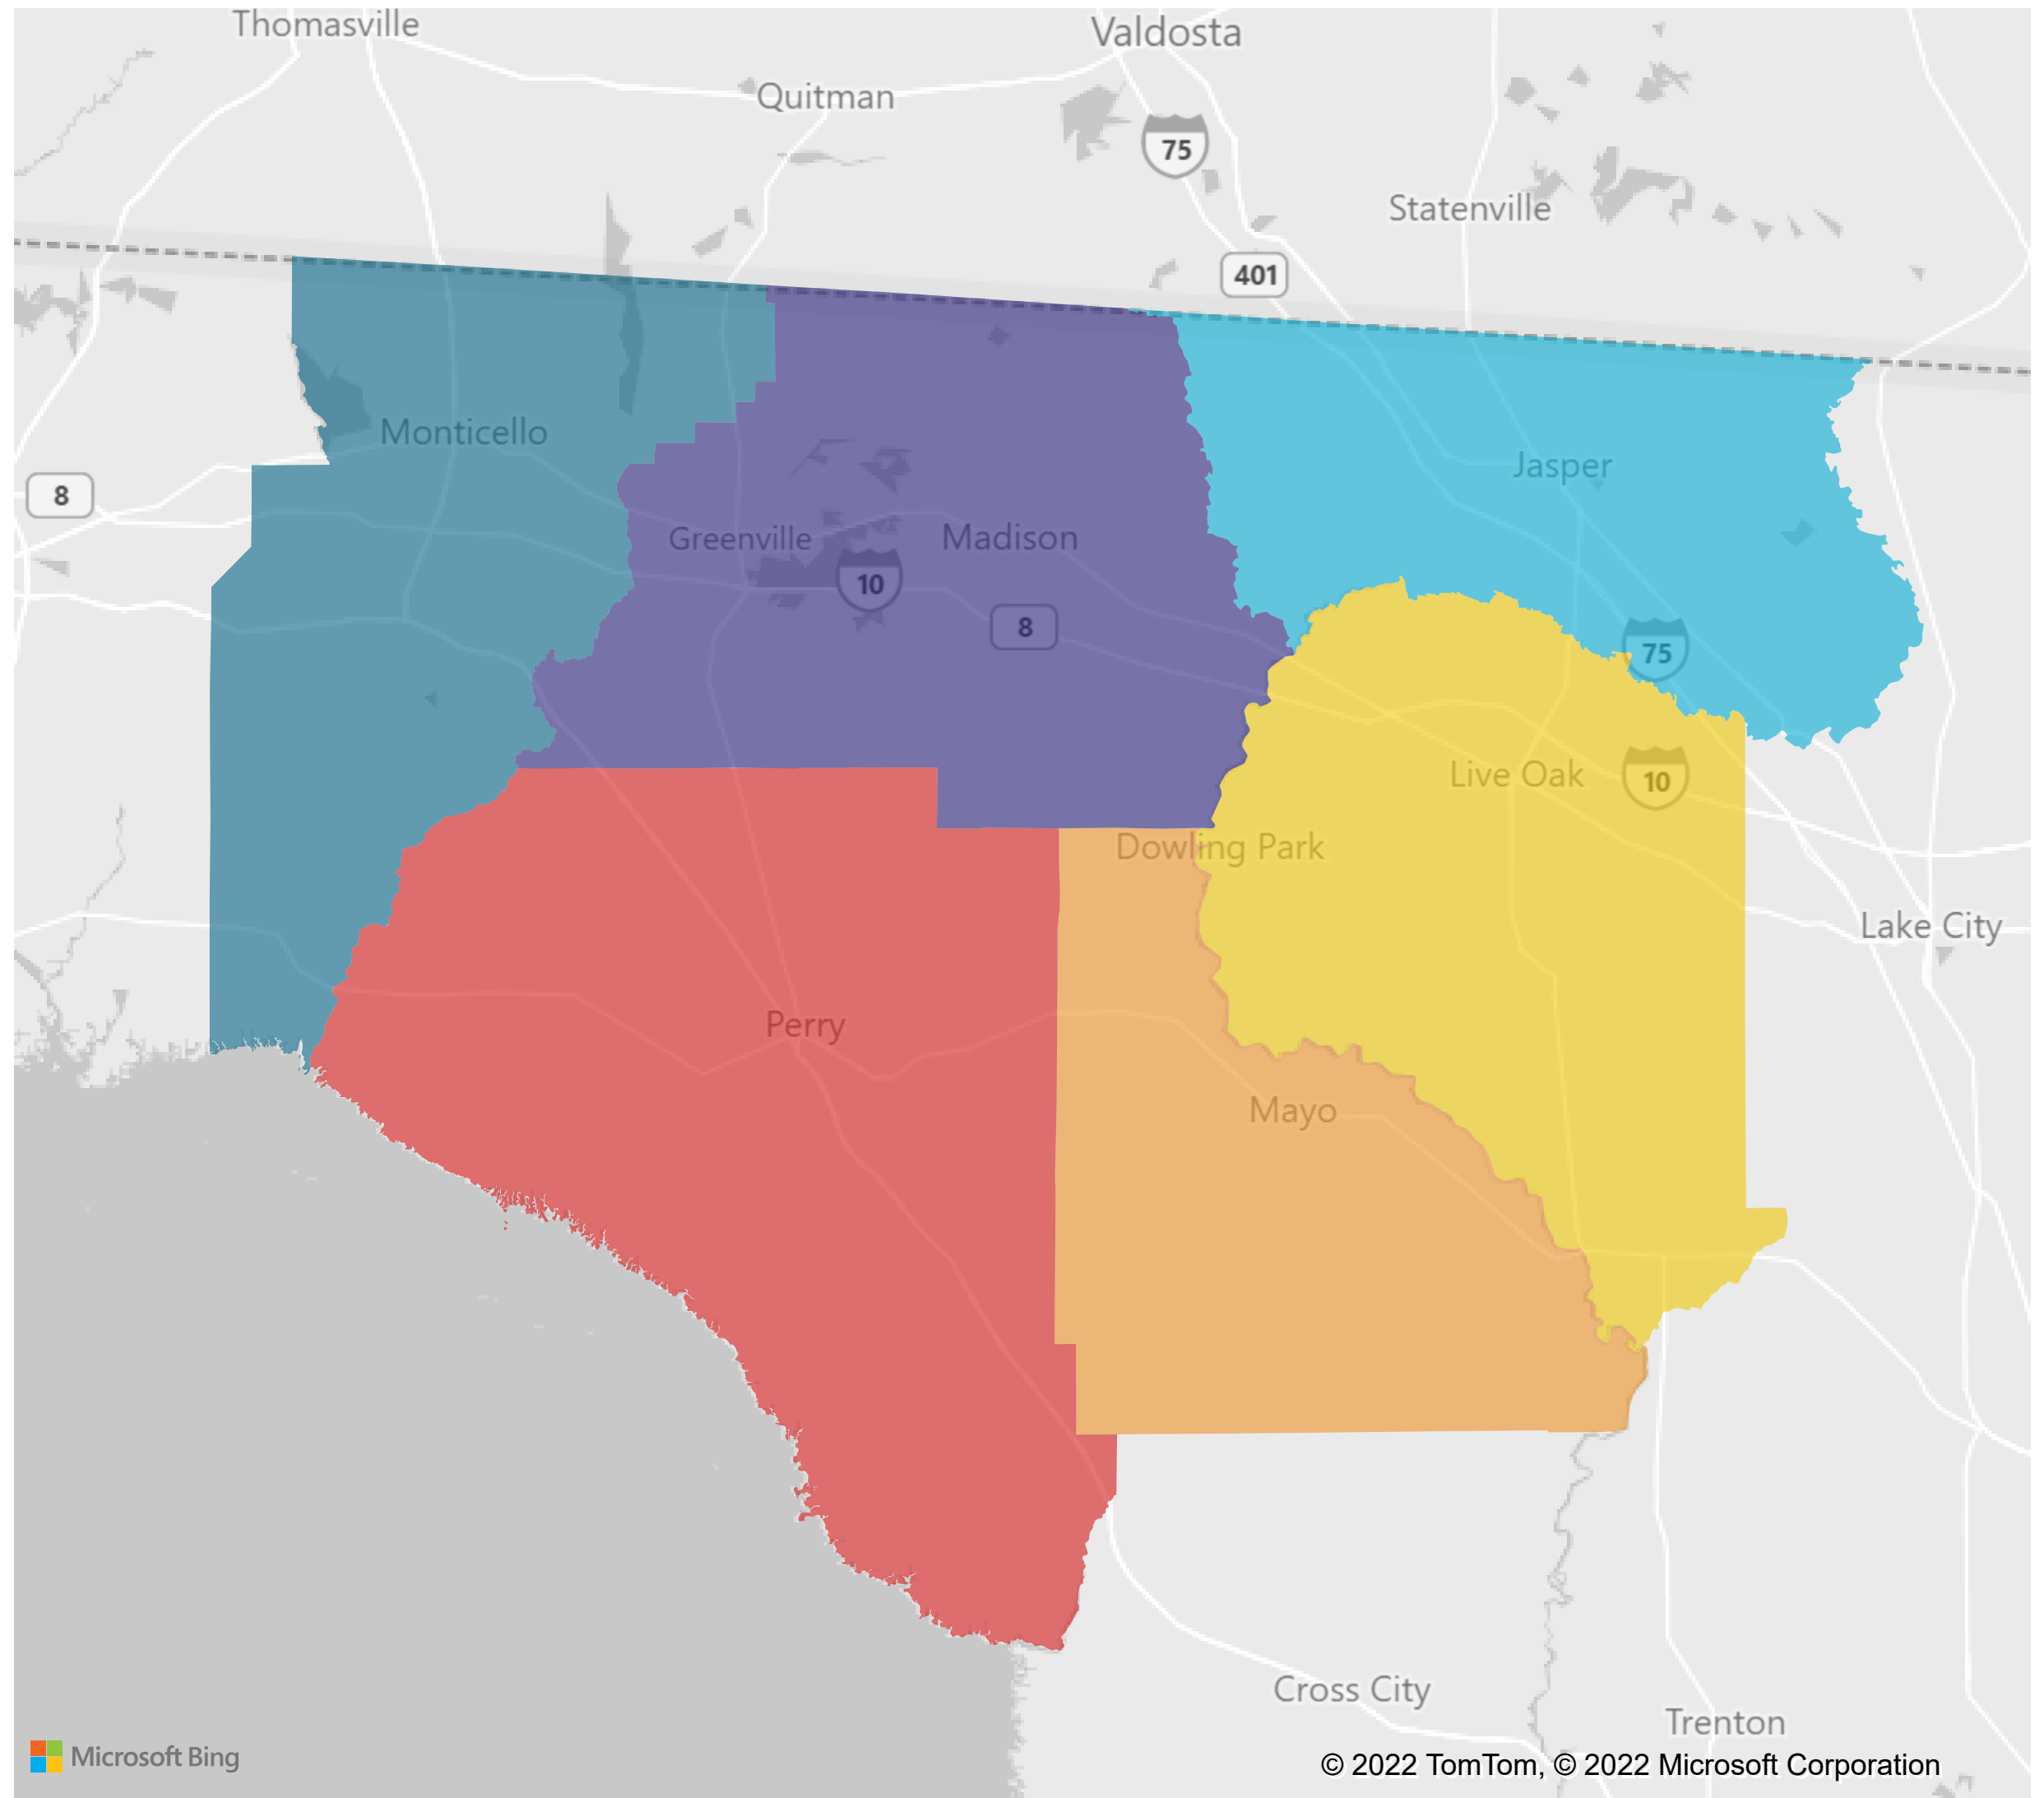 Thomasville
Valdosta
Quitman
75
Statenville
401
Monticello
Jasper
8
Greenville
Madison
10
8
75
Live Oak
10
Dowling Park
Lake City
Perry
Mayo
Cross City
Trenton
Microsoft Bing
© 2022 TomTom, © 2022 Microsoft Corporation